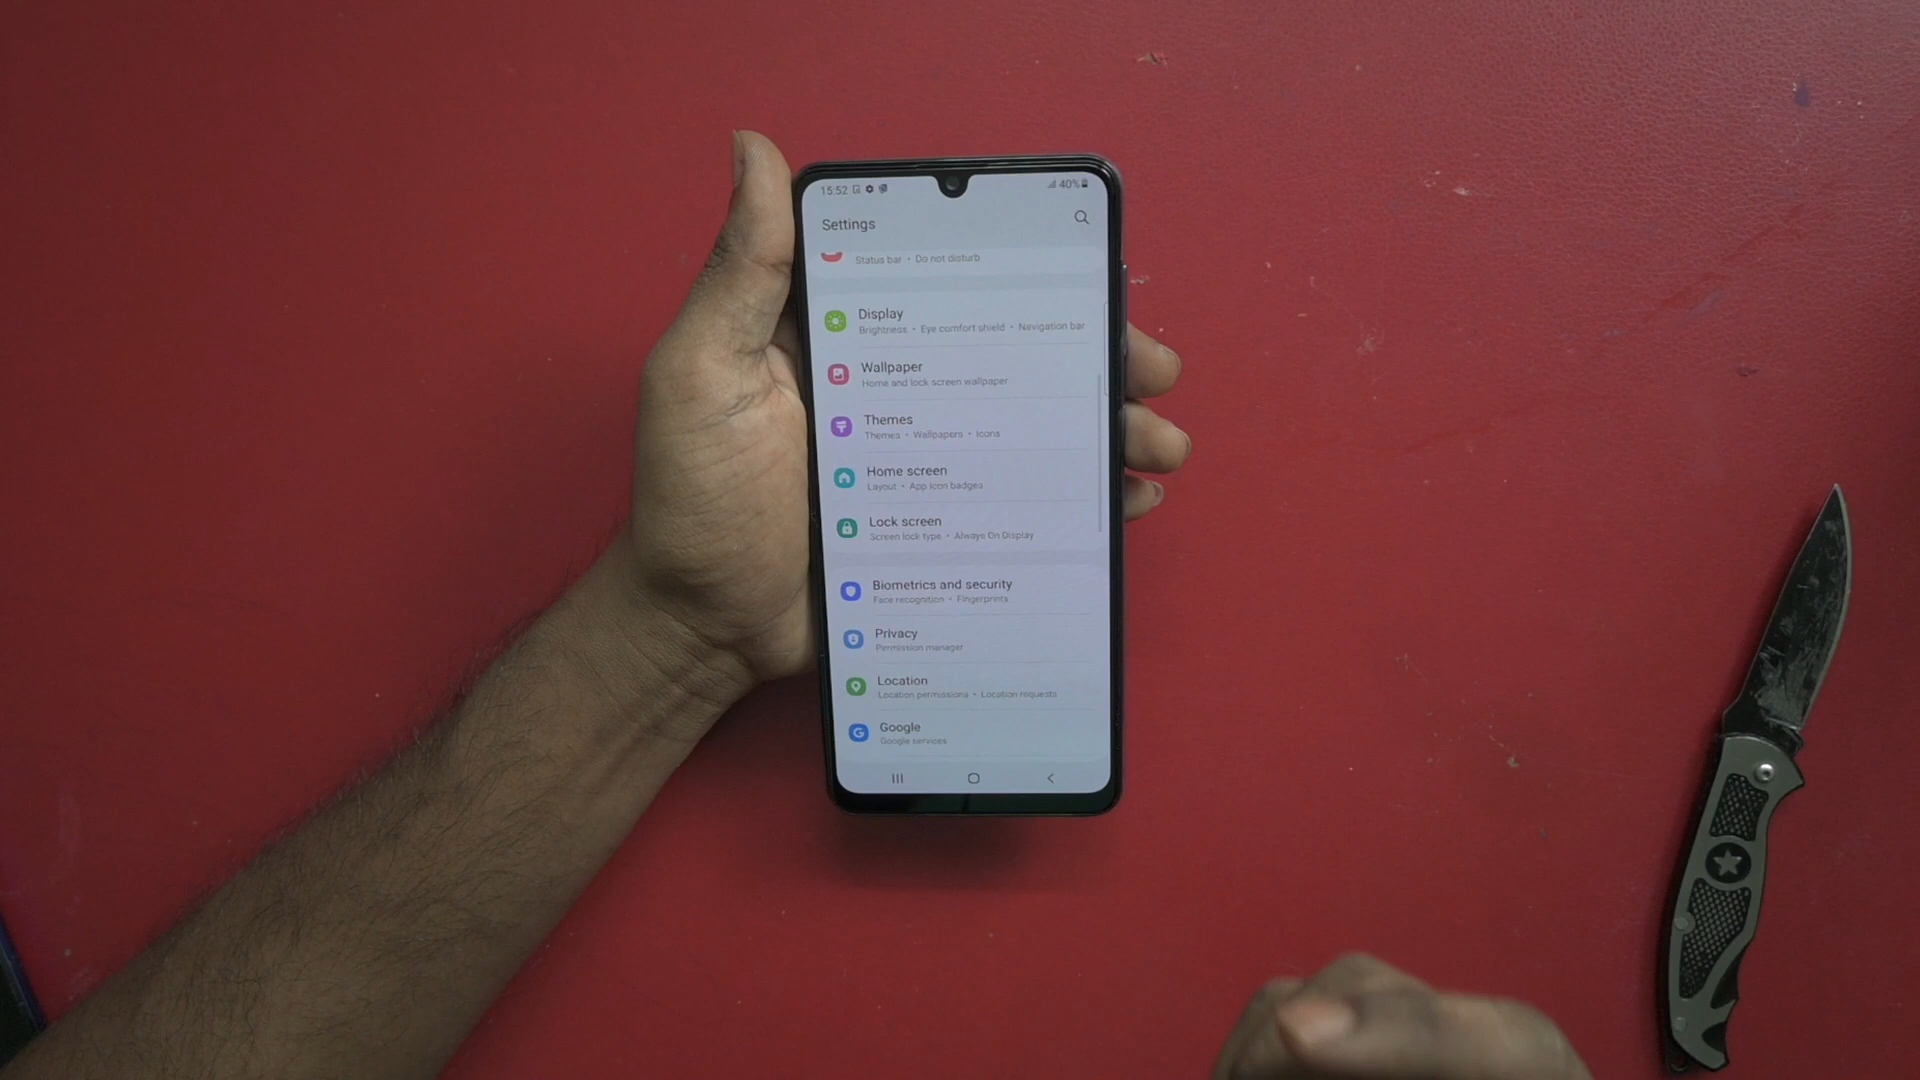 15:52 40%
Settings
Status bar • Do not disturb
Display
Brightness • Eye comfort shield • Navigation bar
Wallpaper
Home and lock screen wallpaper
Themes
Themes • Wallpapers • Icons
Home screen
Layout • App icon badges
Lock screen
Screen lock type • Always On Display
Biometrics and security
Face recognition • Fingerprints
Privacy
Permission manager
Location
Location permissions • Location requests
Google
Google services